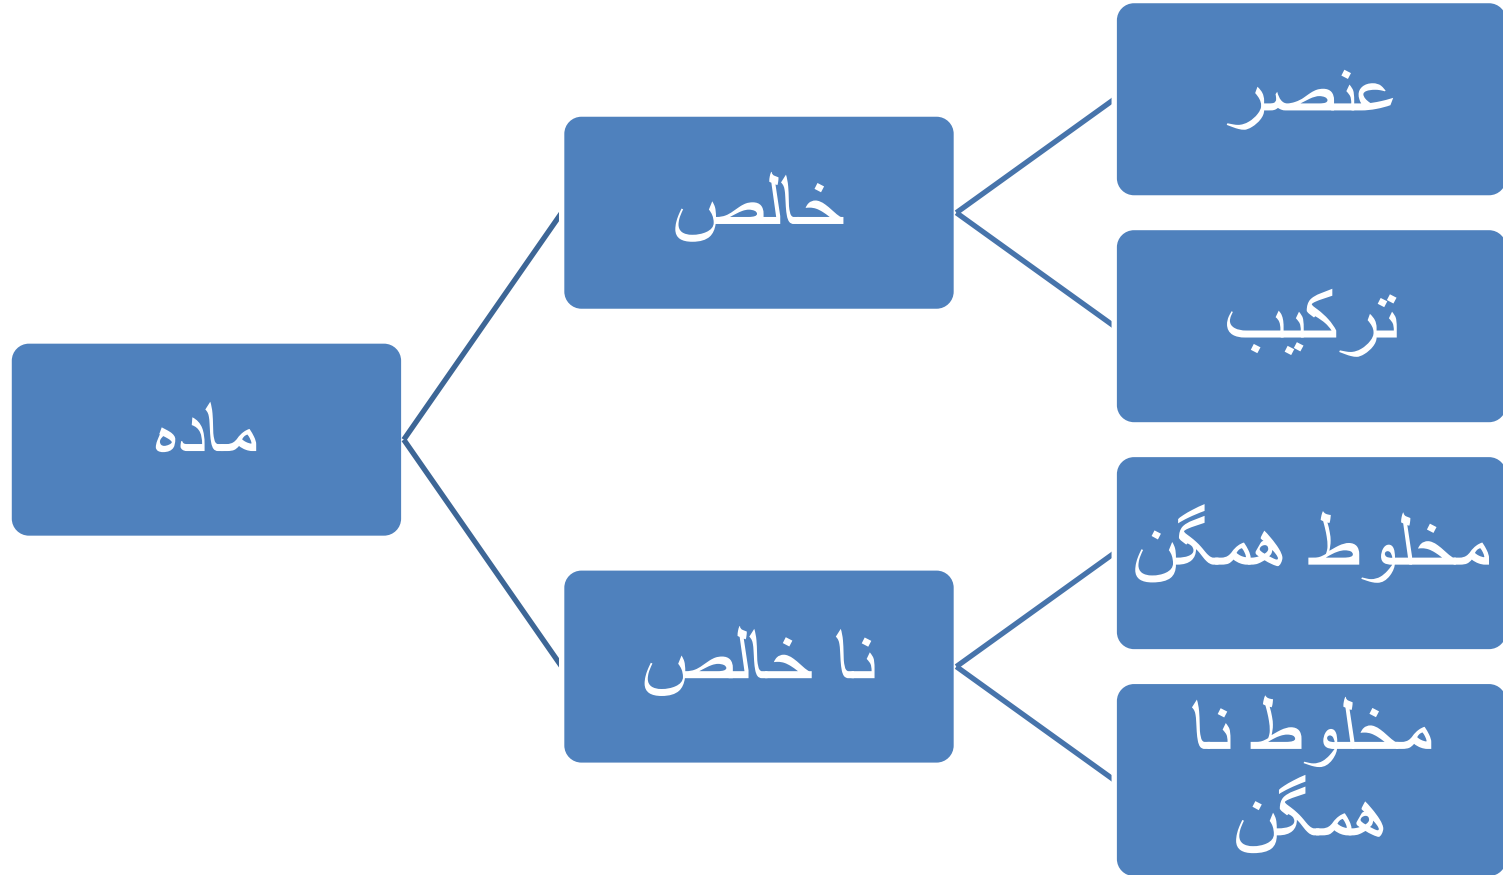 ماده
خالص
نا خالص
عنصر
ترکیب
مخلوط همگن
مخلوط نا
همگن